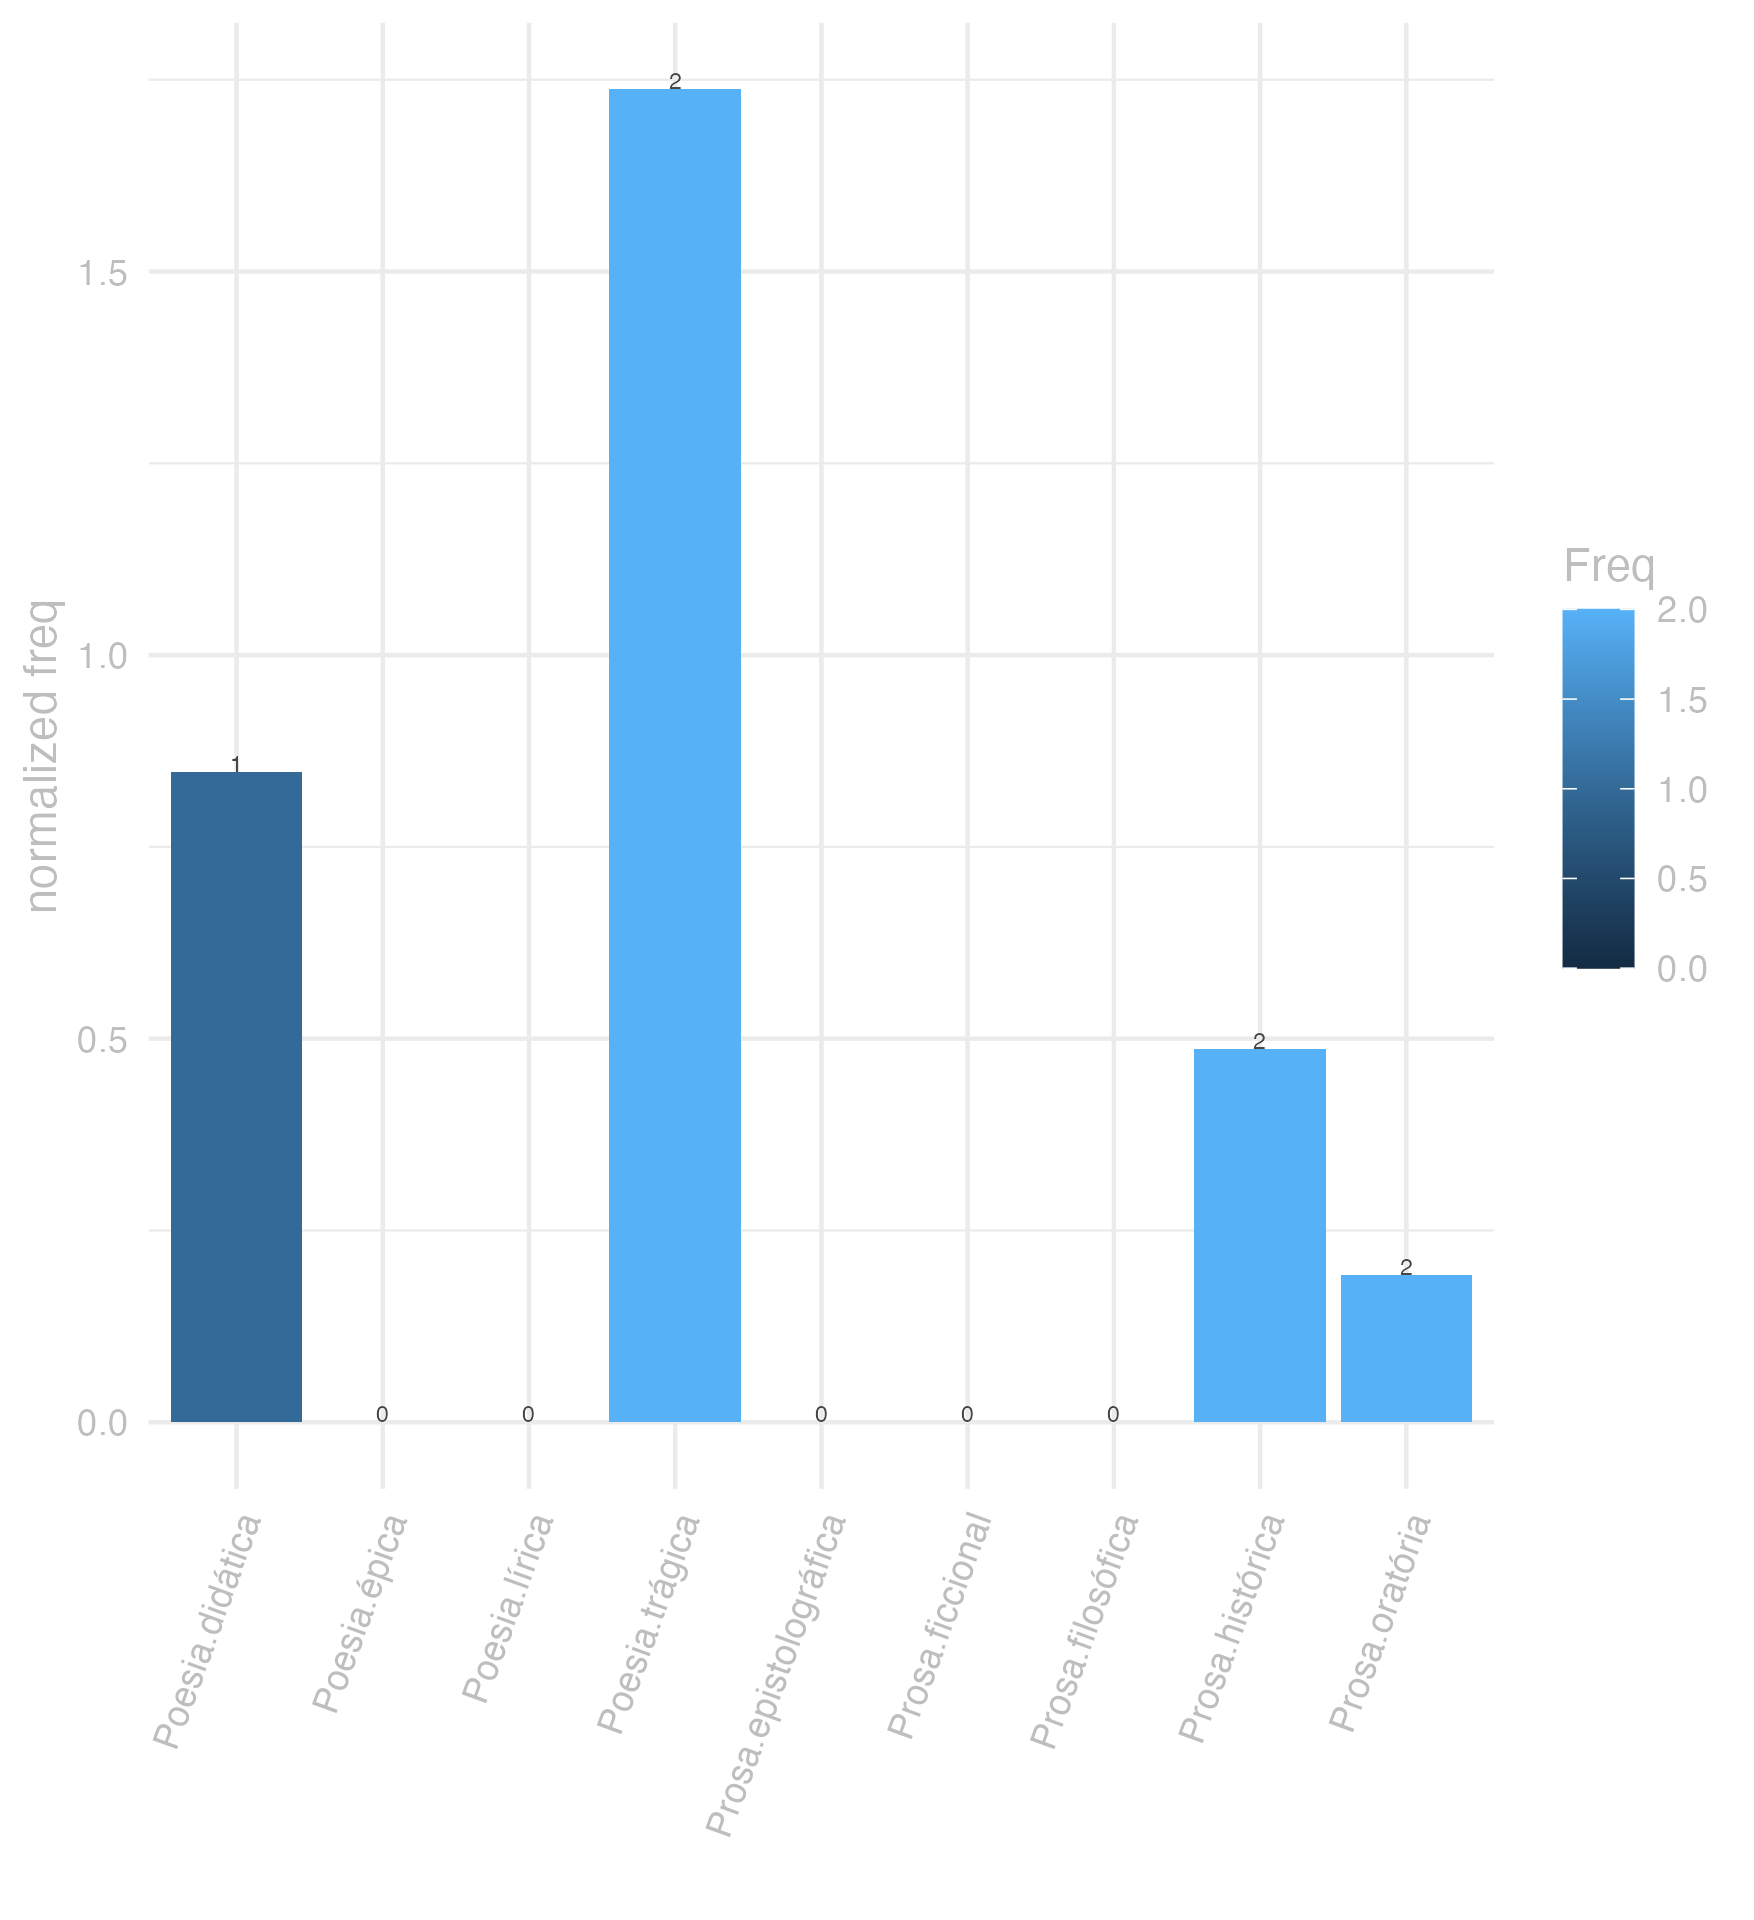 2
1.5
1.0
0.5
0.0
normalized freq
1
2
2
0
0
0
0
0
Freq
2.0
1.5
1.0
0.5
0.0
Poesia.didática
Poesia.épica
Poesia.lírica
Poesia.trágica
Prosa.epistolográfica
Prosa.ficcional
Prosa.filosófica
Prosa.histórica
Prosa.oratória